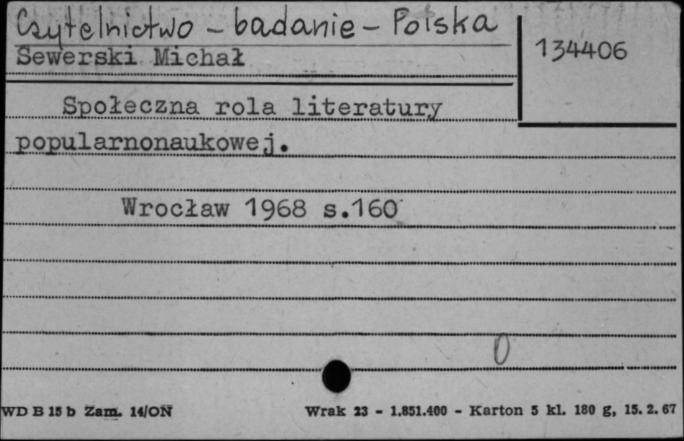 Czytelnictwo - badanie - Polska
134406
Sewerski Michał
Społeczna rola literatury
popularnonaukowej.
Wrocław 1968 s.160
0
WD B 15 b Zam. 14/ON Wrak 23 - 1.851.400 - Karton 5 kl. 180 g, 15. 2. 67